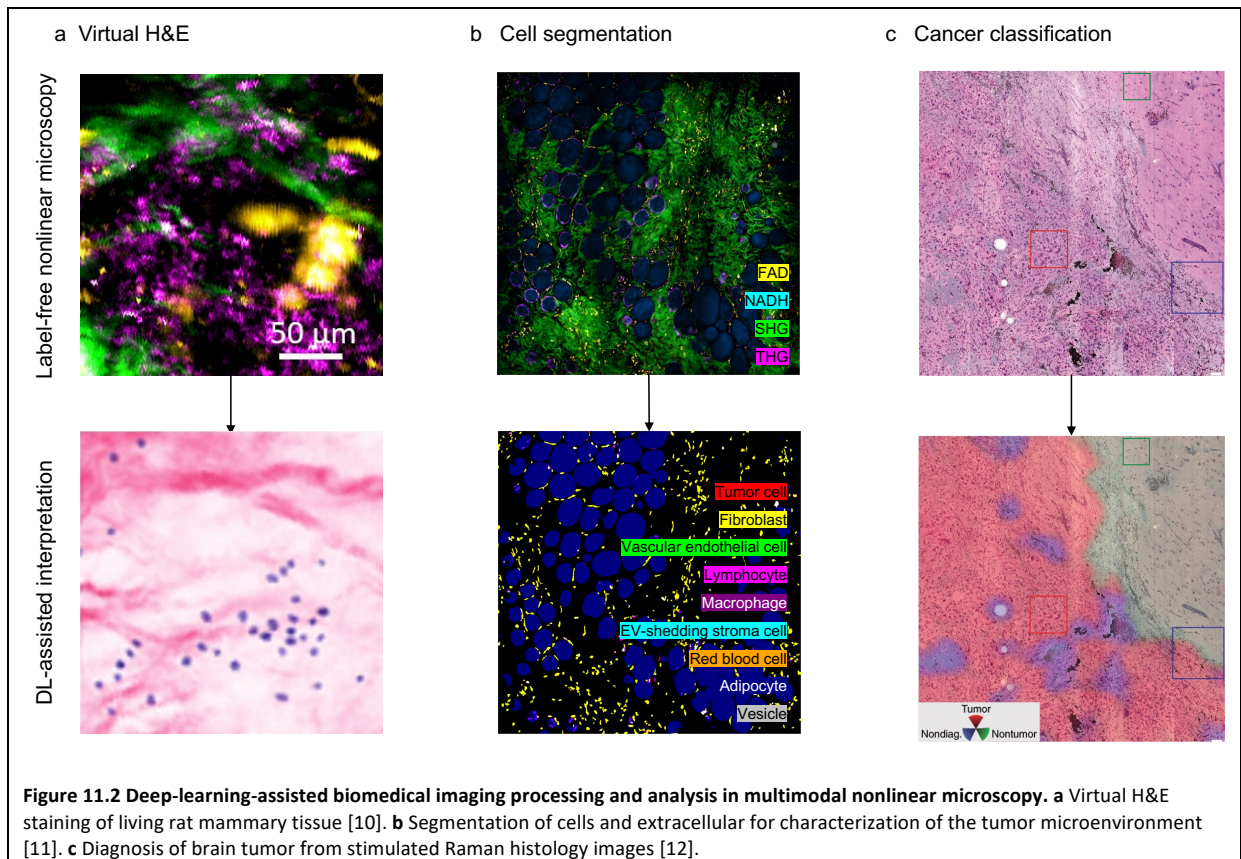 a Virtual H&E
b Cell segmentation
c Cancer classification
Label-free nonlinear microscopy
50 µm
FAD
NADH
SHG
THG
DL-assisted interpretation
Tumor cell
Fibroblast
Vascular endothelial cell
Lymphocyte
Macrophage
EV-shedding stroma cell
Red blood cell
Adipocyte
Vesicle
Tumor
Nondiag.
Nontumor
Figure 11.2 Deep-learning-assisted biomedical imaging processing and analysis in multimodal nonlinear microscopy. a Virtual H&E
staining of living rat mammary tissue [10]. b Segmentation of cells and extracellular for characterization of the tumor microenvironment
[11]. c Diagnosis of brain tumor from stimulated Raman histology images [12].